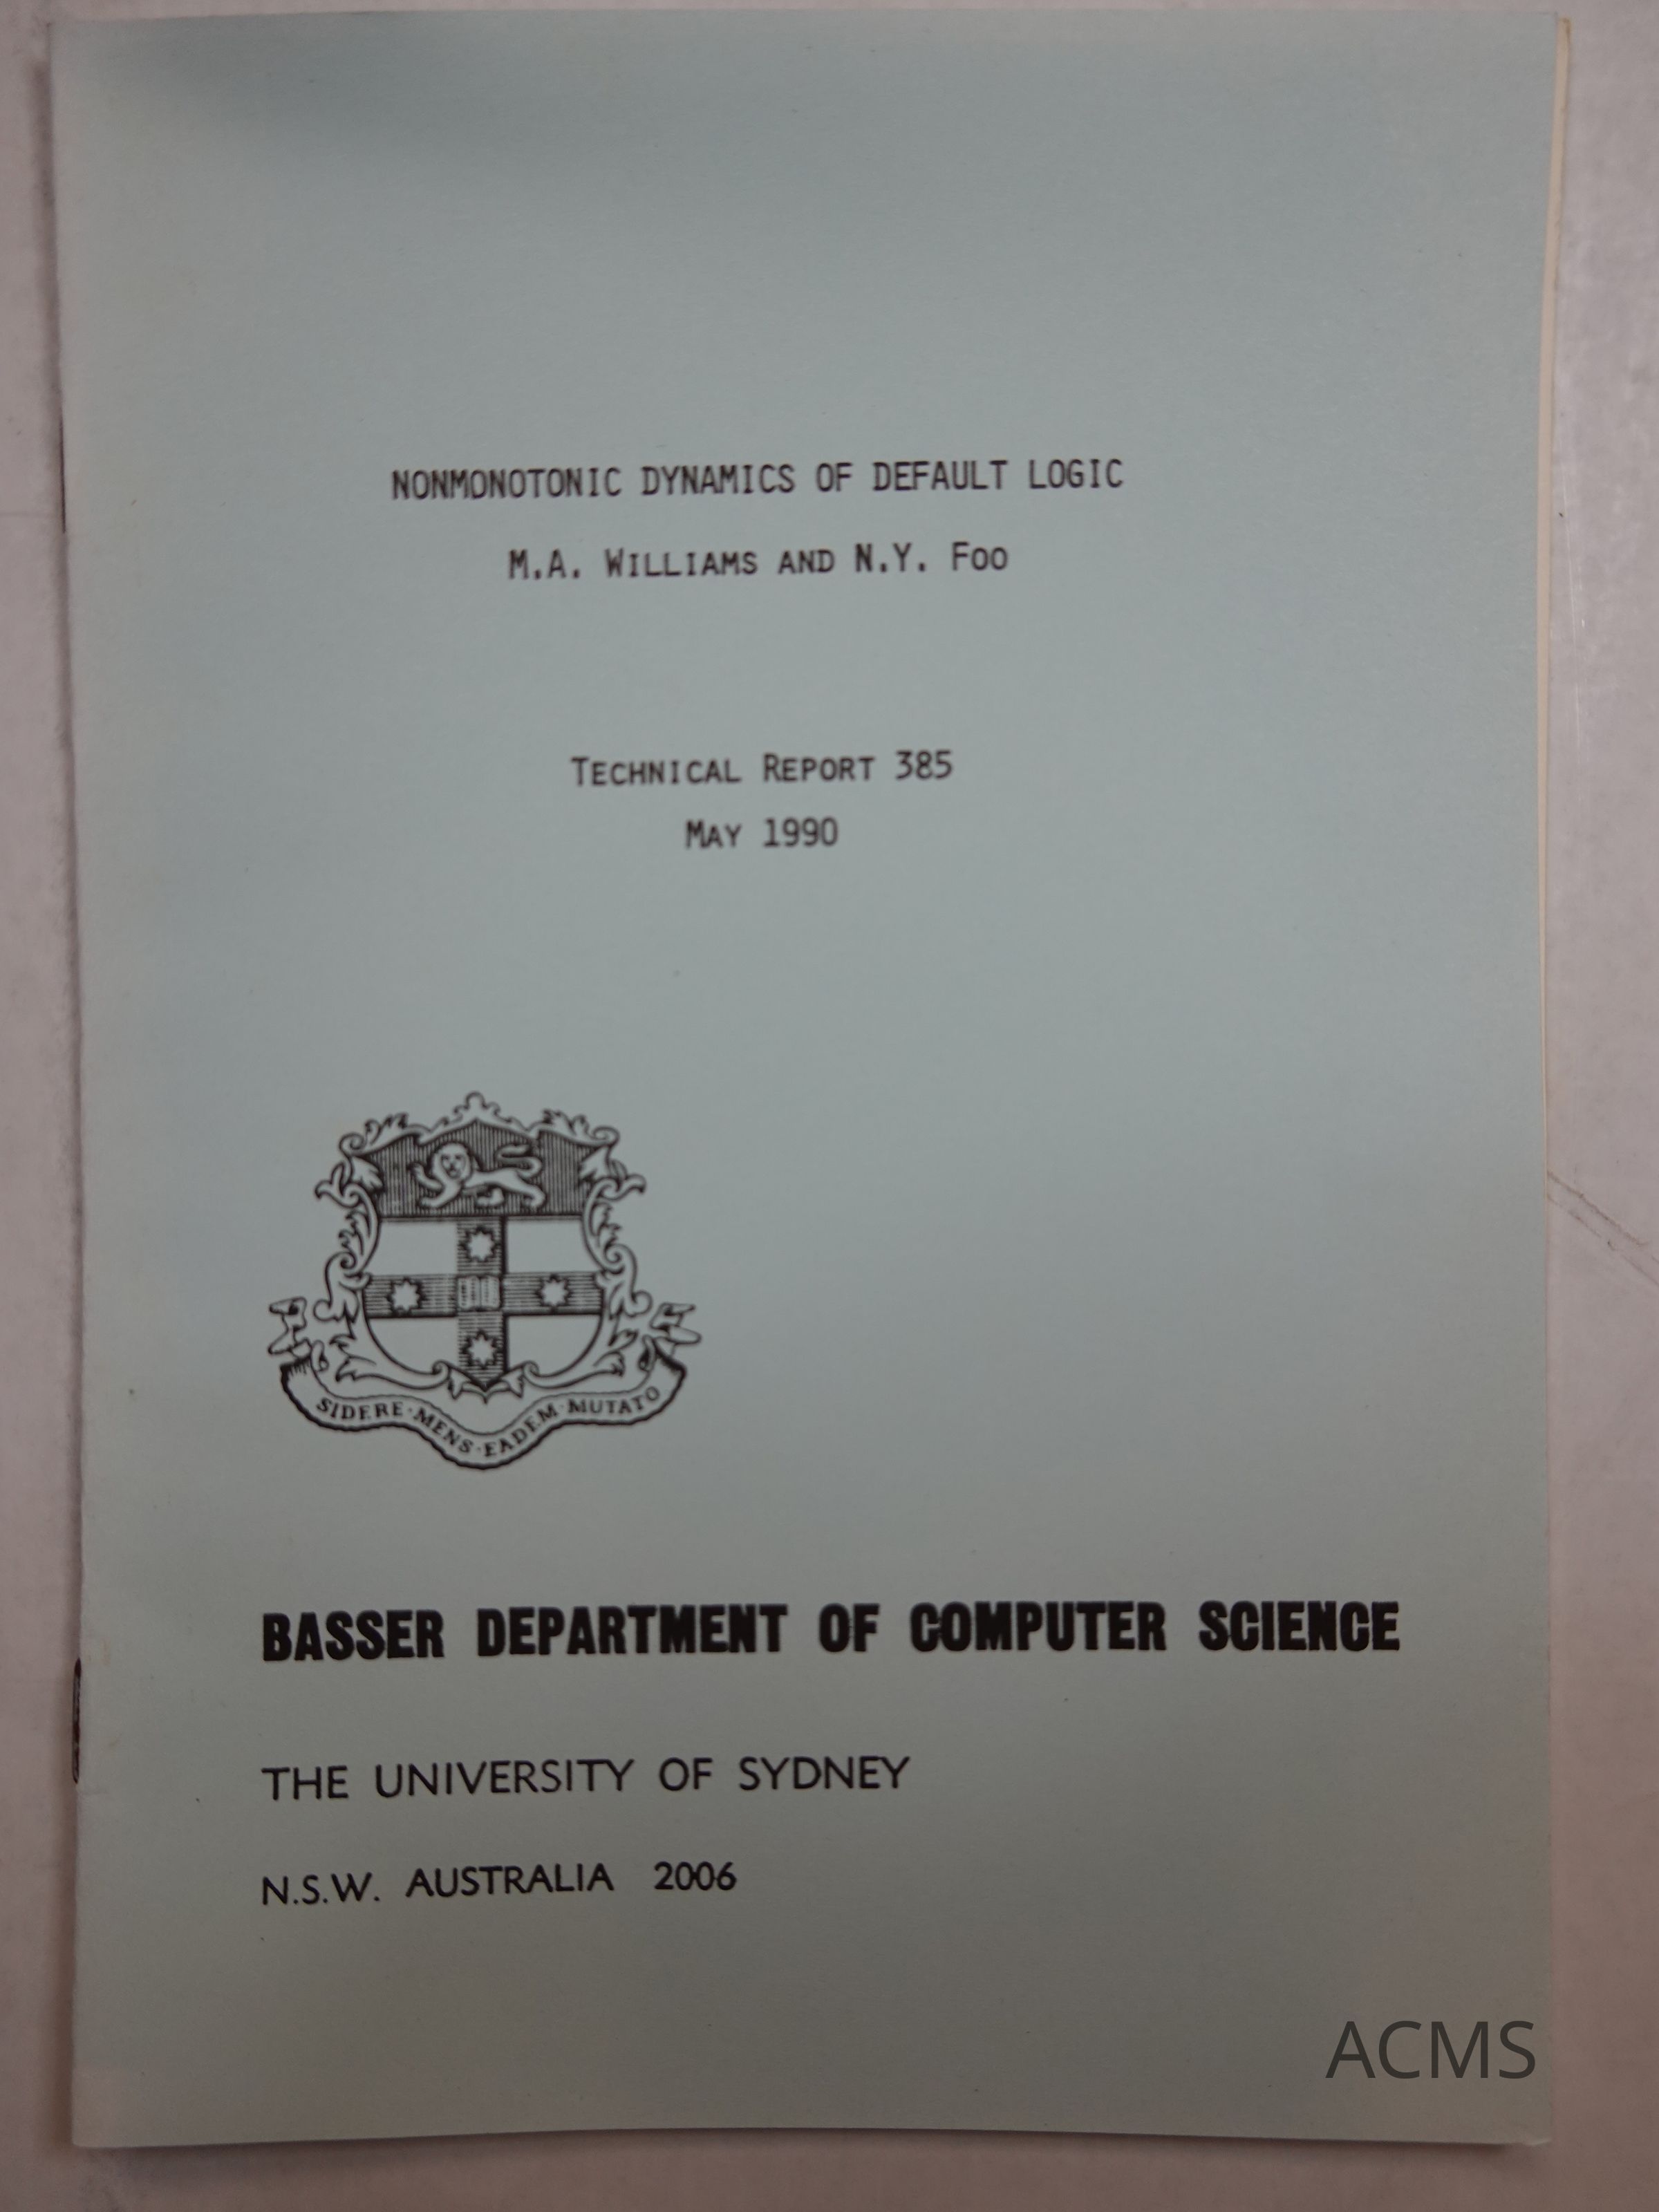 NONMONOTONIC DYNAMICS OF DEFAULT LOGIC
M.A. WILLIAMS AND N.Y. FOO
TECHNICAL REPORT 385
MAY 1990
SIDERE·MENS·EADEM·MUTATO
BASSER DEPARTMENT OF COMPUTER SCIENCE
THE UNIVERSITY OF SYDNEY
N.S.W. AUSTRALIA 2006
ACMS